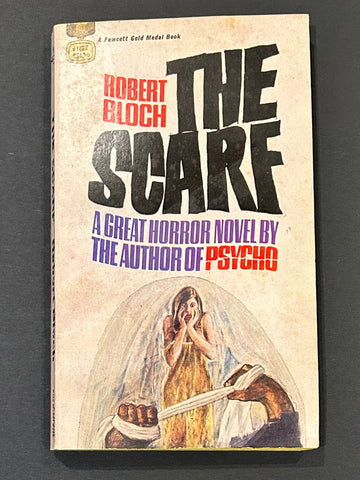 A Fawcett Gold Medal Book
ROBERT
BLOCH
THE
SCARF
A GREAT HORROR NOVEL BY
THE AUTHOR OF PSYCHO